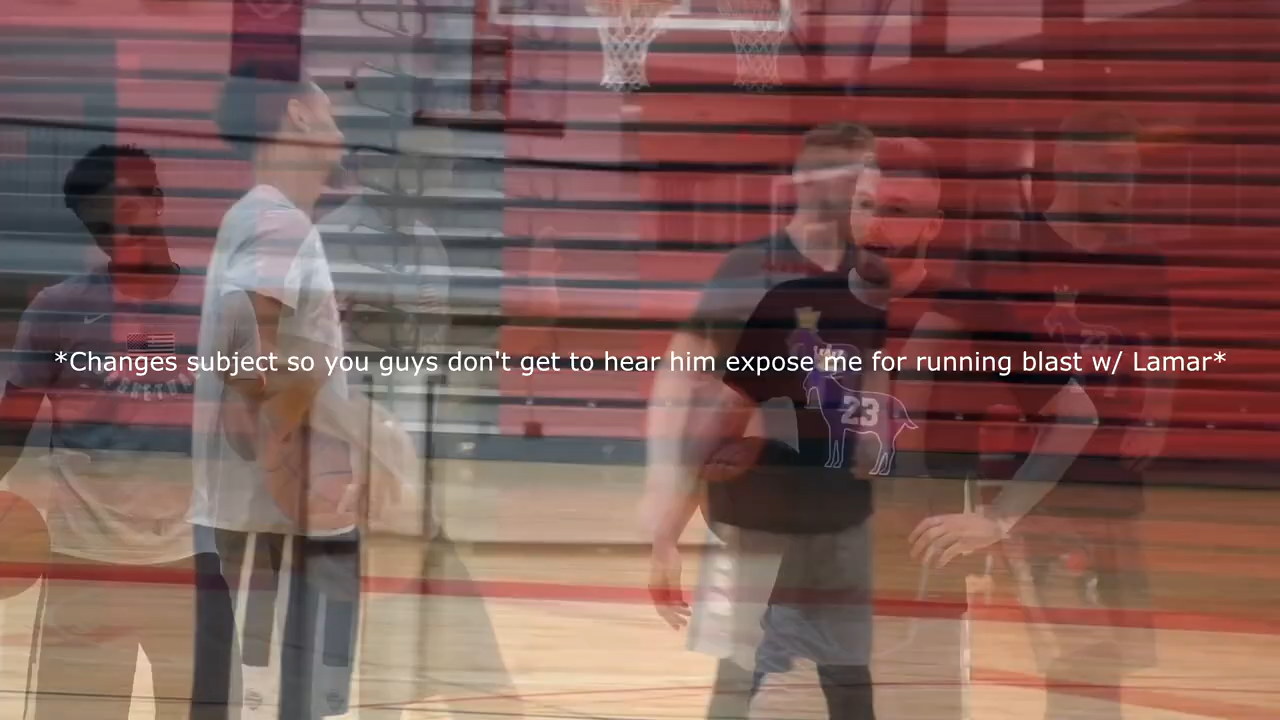 *Changes subject so you guys don't get to hear him expose me for running blast w/ Lamar*
23